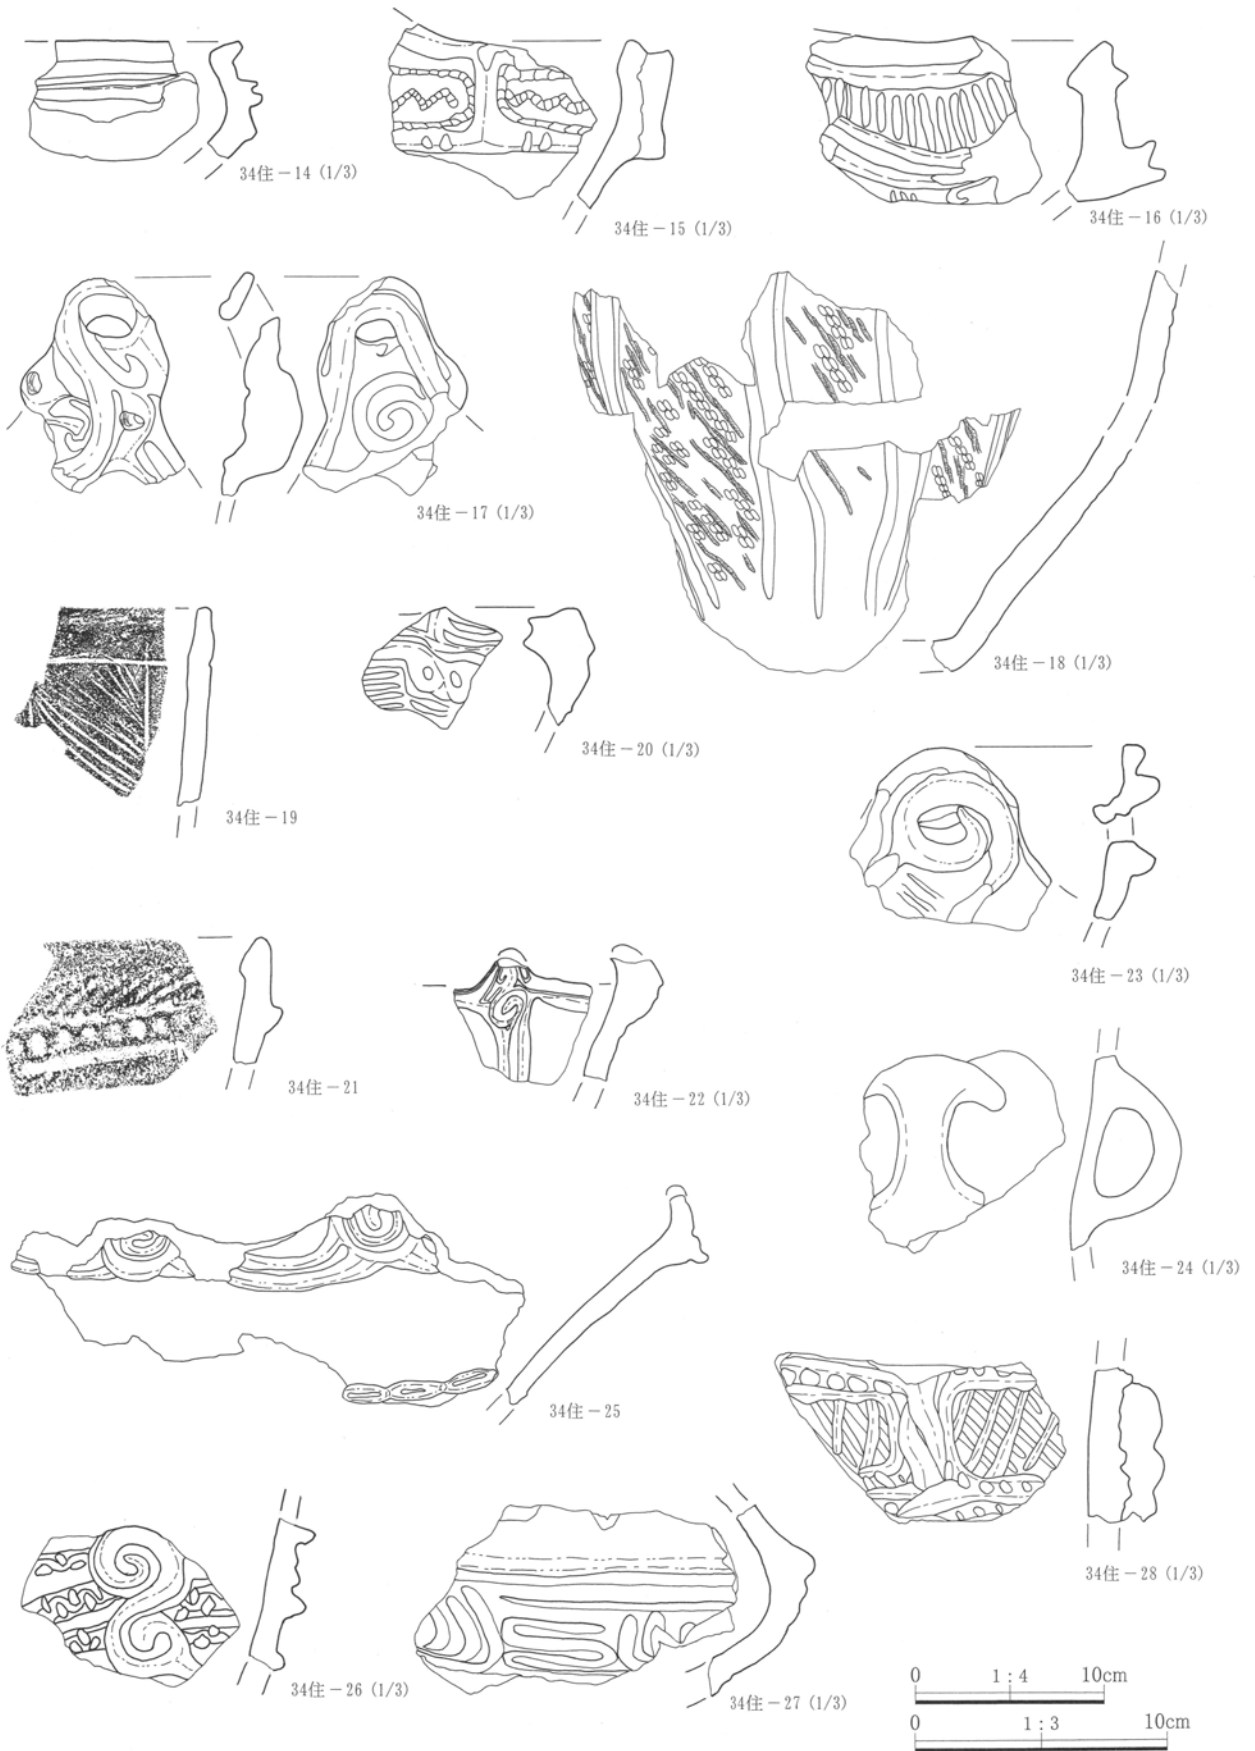 34住－14 (1/3)
34住－15 (1/3)
34住－16 (1/3)
34住－17 (1/3)
34住－18 (1/3)
34住－19
34住－20 (1/3)
34住－23 (1/3)
34住－21
34住－22 (1/3)
34住－24 (1/3)
34住－25
34住－28 (1/3)
34住－26 (1/3)
34住－27 (1/3)
0 1：4 10cm
0 1：3 10cm